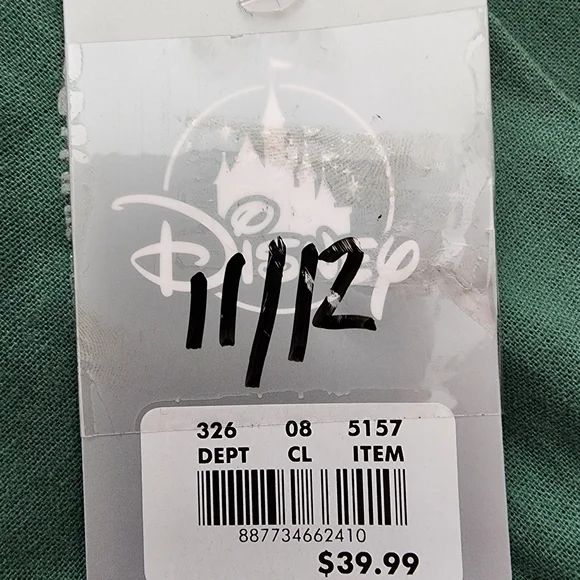 Disney
11/12
326 08 5157
DEPT CL ITEM
887734662410
$39.99